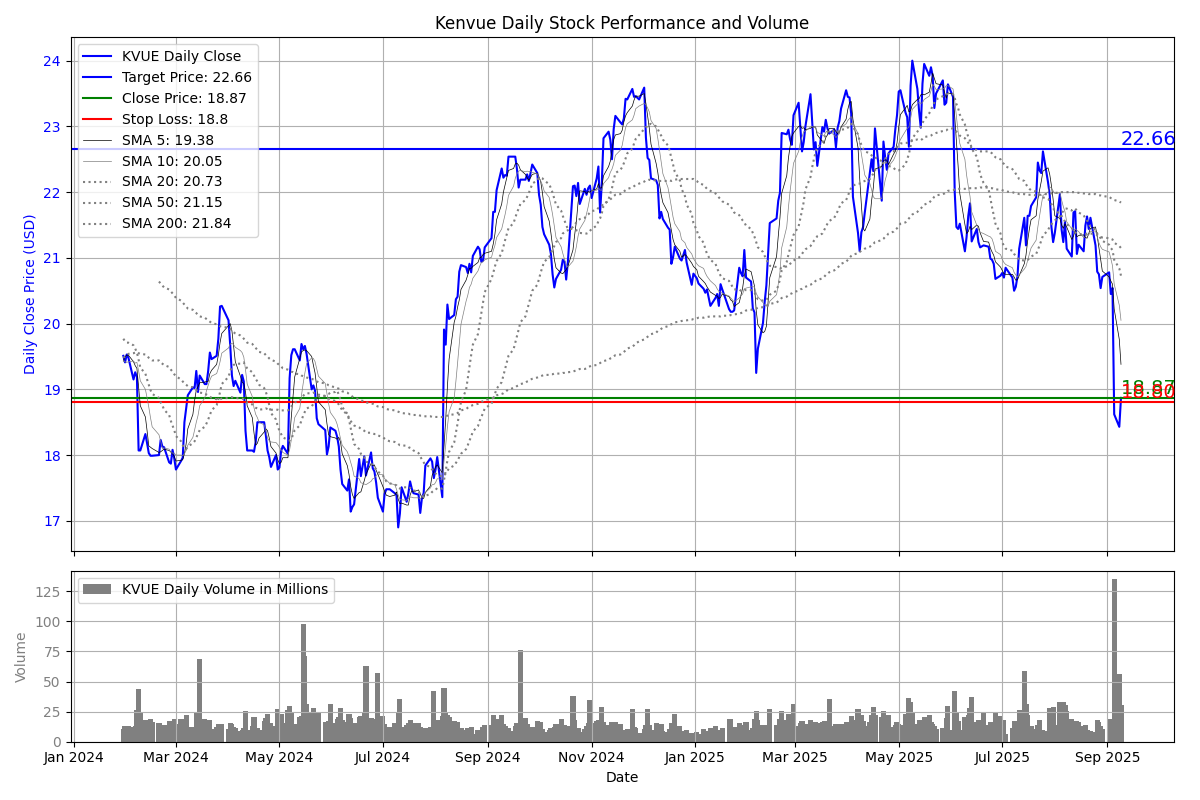 Kenvue Daily Stock Performance and Volume
KVUE Daily Close
Target Price: 22.66
Close Price: 18.87
Stop Loss: 18.8
SMA 5: 19.38
SMA 10: 20.05
SMA 20: 20.73
SMA 50: 21.15
SMA 200: 21.84
24
23
22
21
20
19
18
17
Daily Close Price (USD)
22.66
18.87
18.80
KVUE Daily Volume in Millions
125
100
75
50
25
0
Volume
Jan 2024 Mar 2024 May 2024 Jul 2024 Sep 2024 Nov 2024 Jan 2025 Mar 2025 May 2025 Jul 2025 Sep 2025
Date